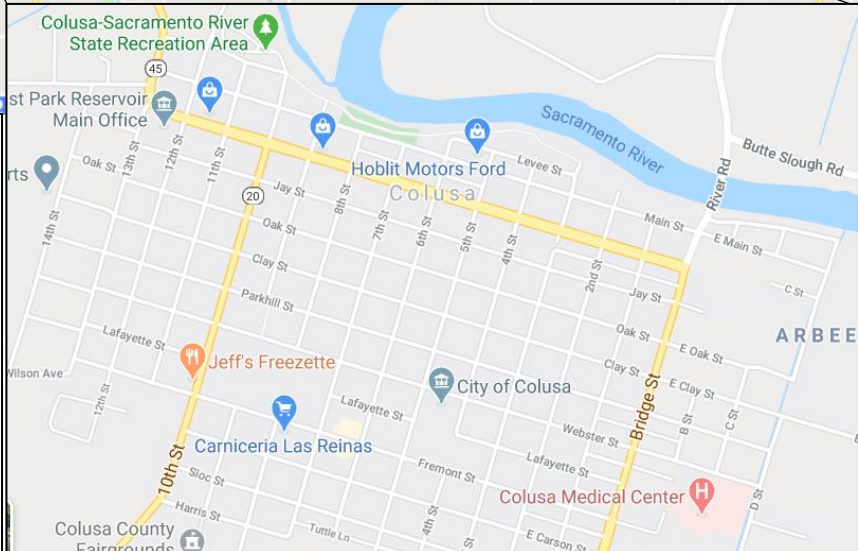 Colusa-Sacramento River
State Recreation Area
45
st Park Reservoir
Main Office
Sacramento River
Butte Slough Rd
River Rd
13th St
12th St
11th St
Oak St
rts
Hoblit Motors Ford
Levee St
Colusa
20
Jay St
8th St
7th St
6th St
5th St
4th St
Main St
E Main St
14th St
Oak St
Clay St
2nd St
Jay St
C St
Parkhill St
Oak St
E Oak St
ARBEE
Lafayette St
Jeff's Freezette
Wilson Ave
Clay St
E Clay St
12th St
City of Colusa
Bridge St
B St
C St
Lafayette St
Carniceria Las Reinas
Webster St
Lafayette St
10th St
Sioc St
Fremont St
Colusa Medical Center
H
D St
Harris St
Colusa County
Fairgrounds
Tuttle Ln
4th St
St
E Carson St